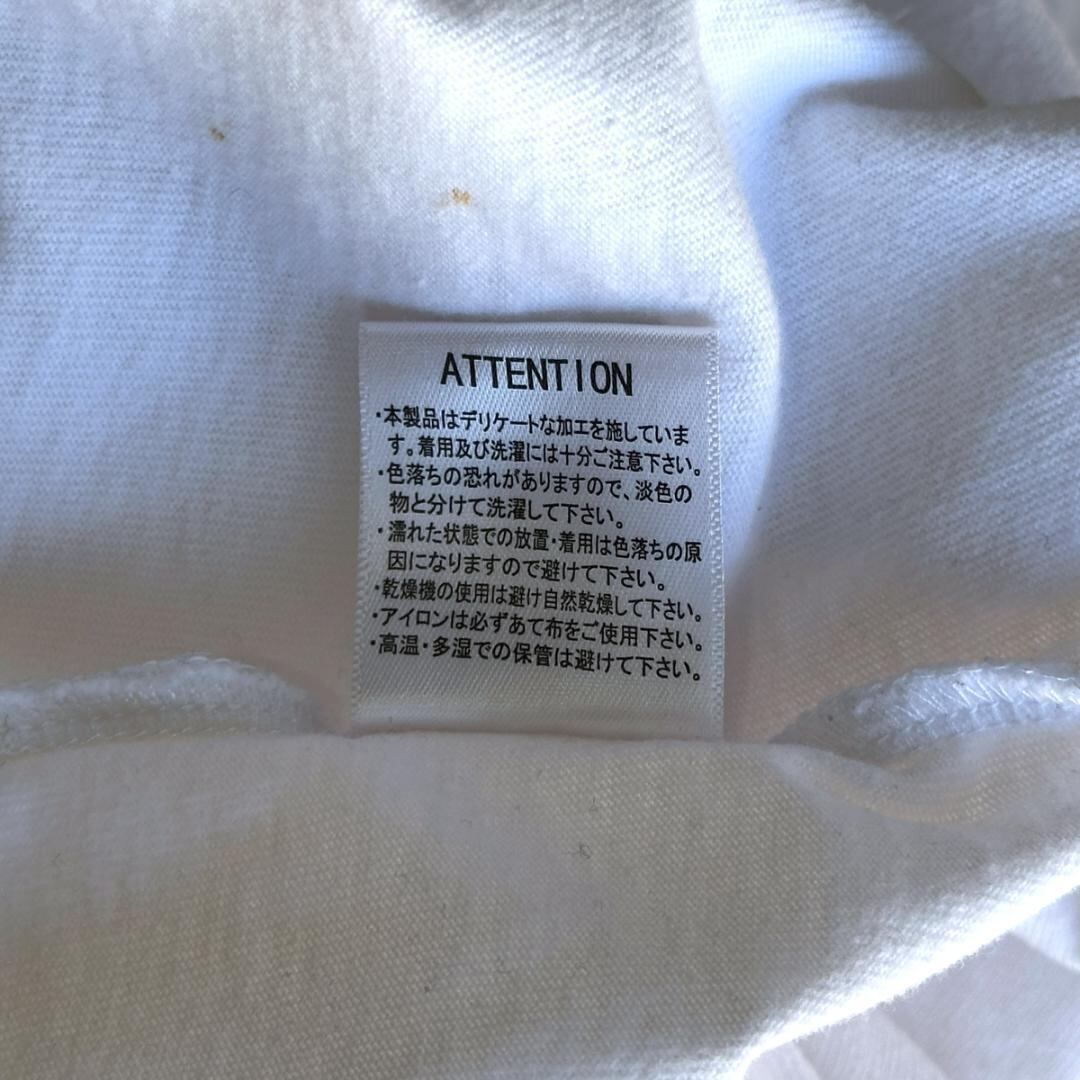 ATTENTION
・本製品はデリケートな加工を施していま
す。着用及び洗濯には十分ご注意下さい。
・色落ちの恐れがありますので、淡色の
物と分けて洗濯して下さい。
・濡れた状態での放置・着用は色落ちの原
因になりますので避けて下さい。
・乾燥機の使用は避け自然乾燥して下さい。
・アイロンは必ずあて布をご使用下さい。
・高温・多湿での保管は避けて下さい。